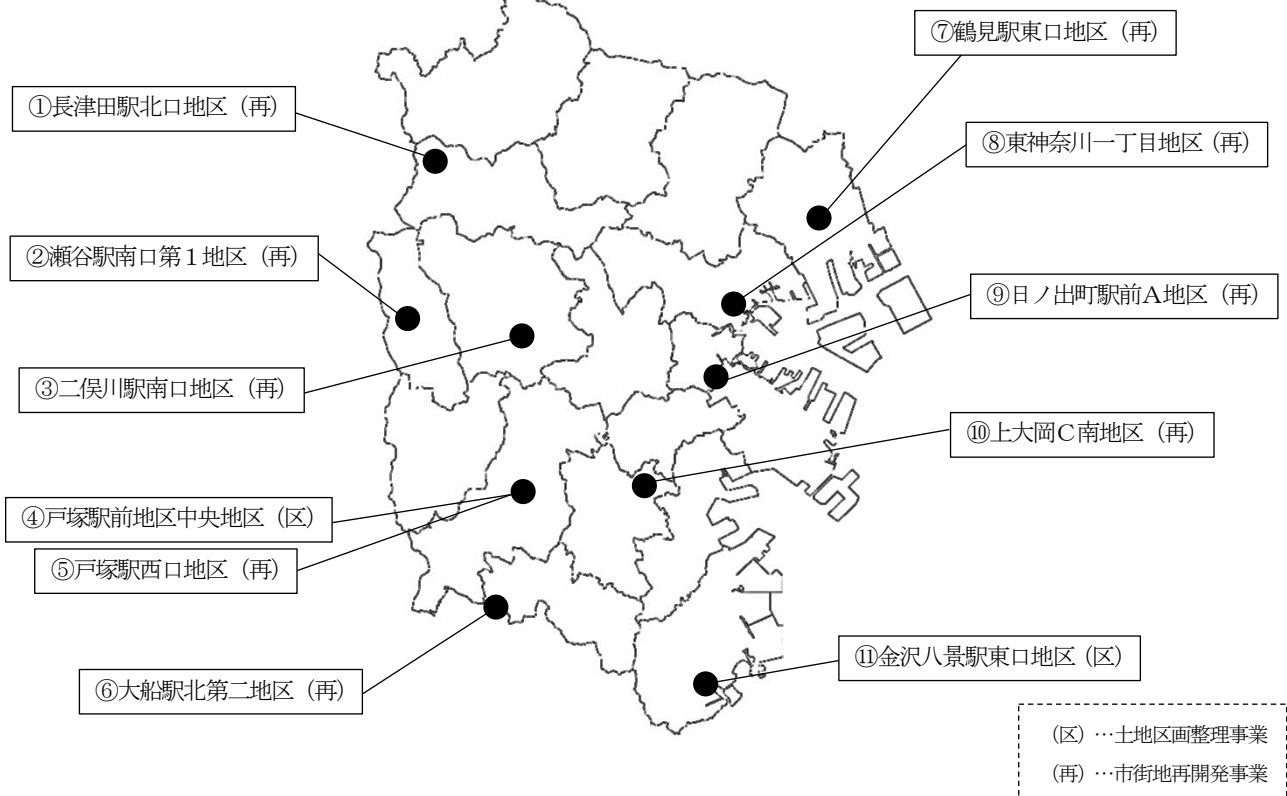 ①長津田駅北口地区（再）
②瀬谷駅南口第１地区（再）
③二俣川駅南口地区（再）
④戸塚駅前地区中央地区（区）
⑤戸塚駅西口地区（再）
⑥大船駅北第二地区（再）
⑦鶴見駅東口地区（再）
⑧東神奈川一丁目地区（再）
⑨日ノ出町駅前Ａ地区（再）
⑩上大岡Ｃ南地区（再）
⑪金沢八景駅東口地区（区）
（区）…土地区画整理事業
（再）…市街地再開発事業